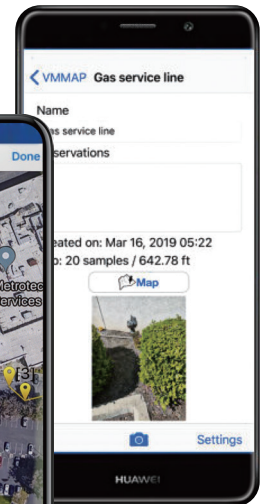 VMMAP Gas service line
Name
as service line
Done
servations
Metrotec
ervices
eated on: Mar 16, 2019 05:22
: 20 samples / 642.78 ft
Map
[3]
Settings
HUAWEI